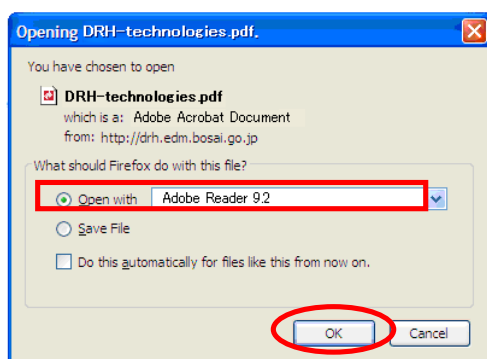 Opening DRH-technologies.pdf.
You have chosen to open
DRH-technologies.pdf
which is a: Adobe Acrobat Document
from: http://drh.edm.bosai.go.jp
What should Firefox do with this file?
Open with Adobe Reader 9.2
Save File
Do this automatically for files like this from now on.
OK Cancel